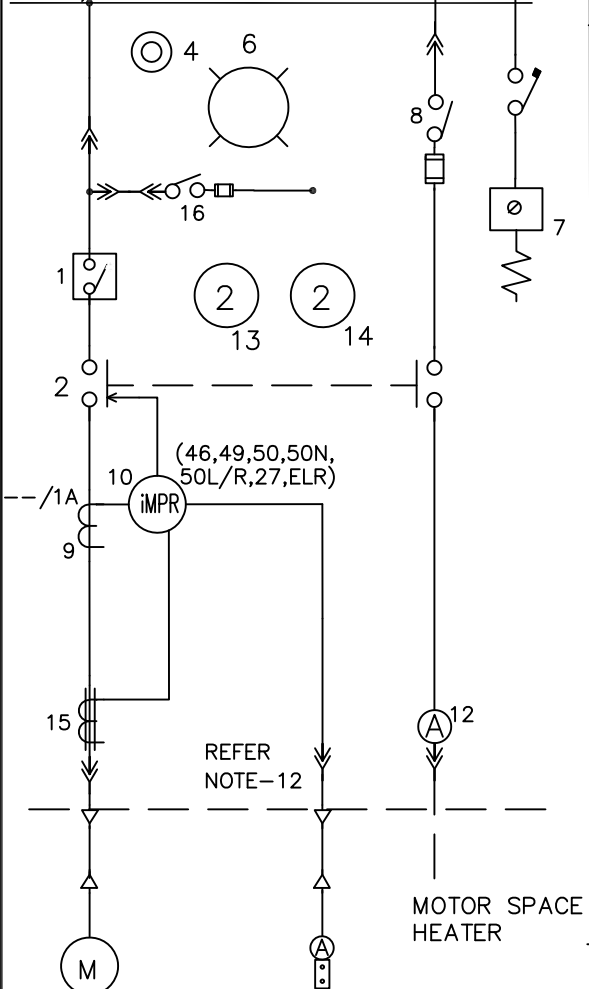 4
6
8
16
7
1
2
13
2
14
2
(46,49,50,50N,
50L/R,27,ELR)
10
iMPR
--/1A
9
15
REFER
NOTE-12
A
12
MOTOR SPACE
HEATER
A
M